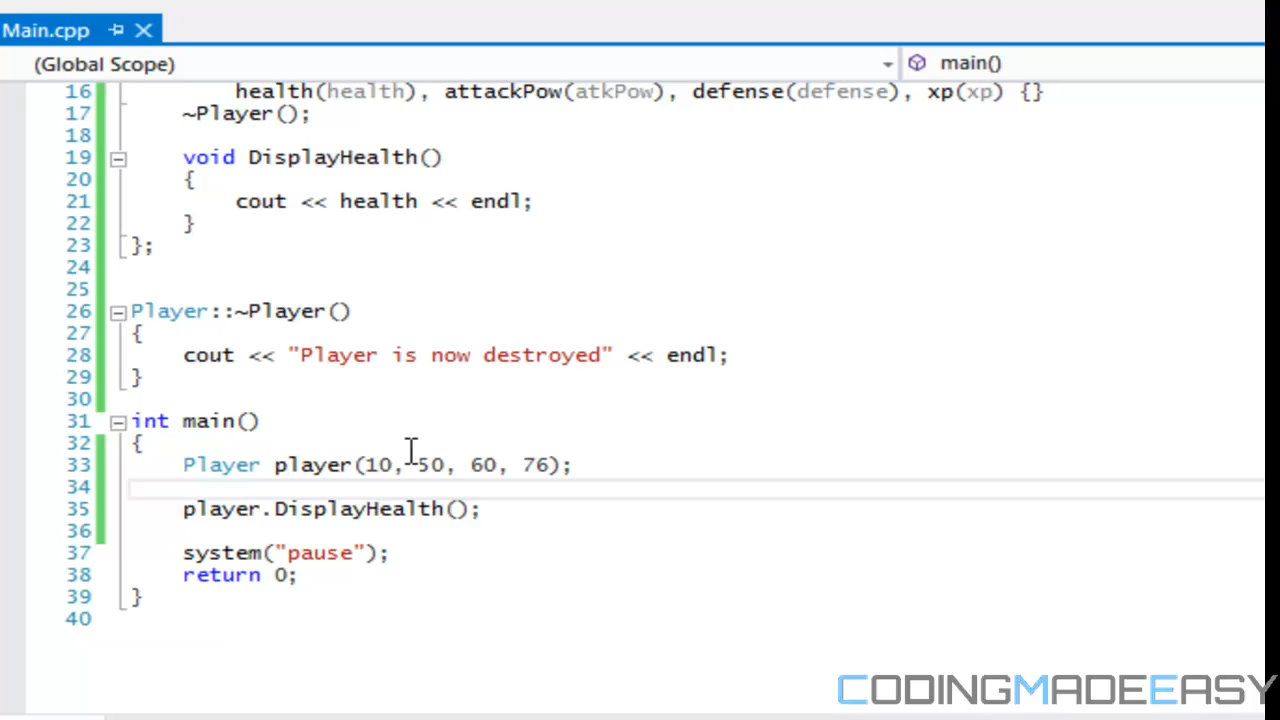 Main.cpp
(Global Scope) main()
16 health(health), attackPow(atkPow), defense(defense), xp(xp) {}
17 ~Player();
18
19 void DisplayHealth()
20 {
21 cout << health << endl;
22 }
23 };
24
25
26 Player::~Player()
27 {
28 cout << "Player is now destroyed" << endl;
29 }
30
31 int main()
32 {
33 Player player(10, 50, 60, 76);
34
35 player.DisplayHealth();
36
37 system("pause");
38 return 0;
39 }
40
CODINGMADEEASY